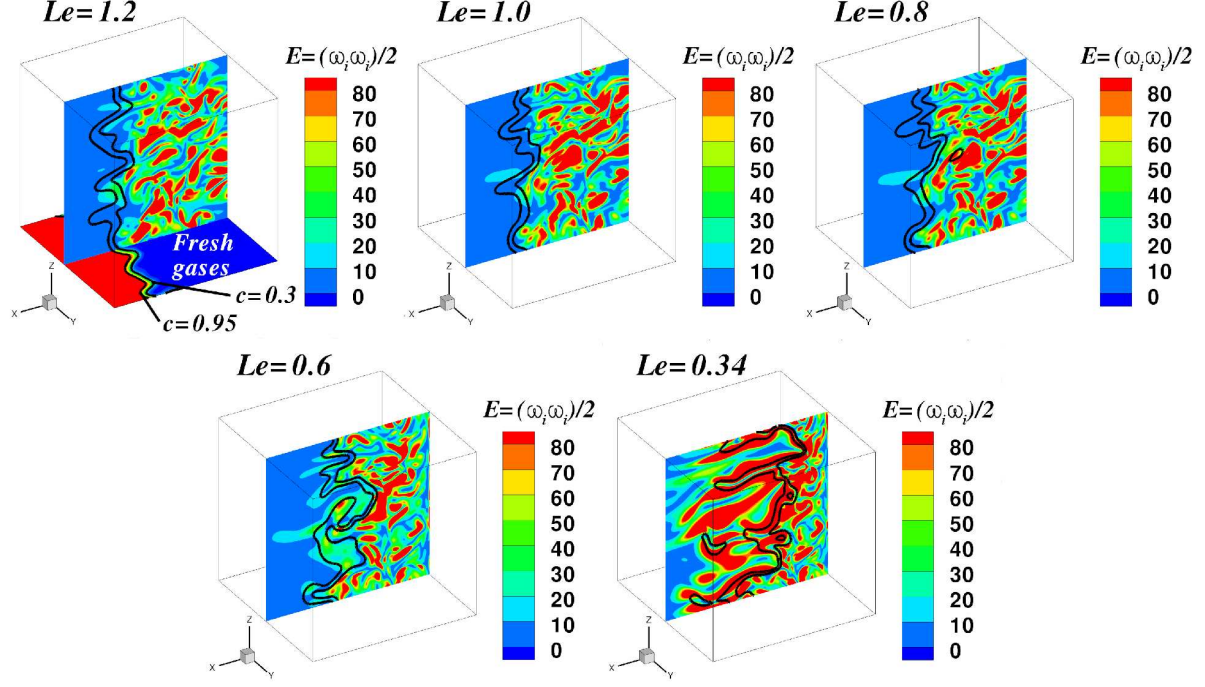 Le=1.2
E=(ωᵢωᵢ)/2
80
70
60
50
40
30
20
10
0
Fresh
gases
c=0.3
c=0.95
Z
X
Y
Le=1.0
E=(ωᵢωᵢ)/2
80
70
60
50
40
30
20
10
0
Z
X
Y
Le=0.8
E=(ωᵢωᵢ)/2
80
70
60
50
40
30
20
10
0
Z
X
Y
Le=0.6
E=(ωᵢωᵢ)/2
80
70
60
50
40
30
20
10
0
Z
X
Y
Le=0.34
E=(ωᵢωᵢ)/2
80
70
60
50
40
30
20
10
0
Z
X
Y